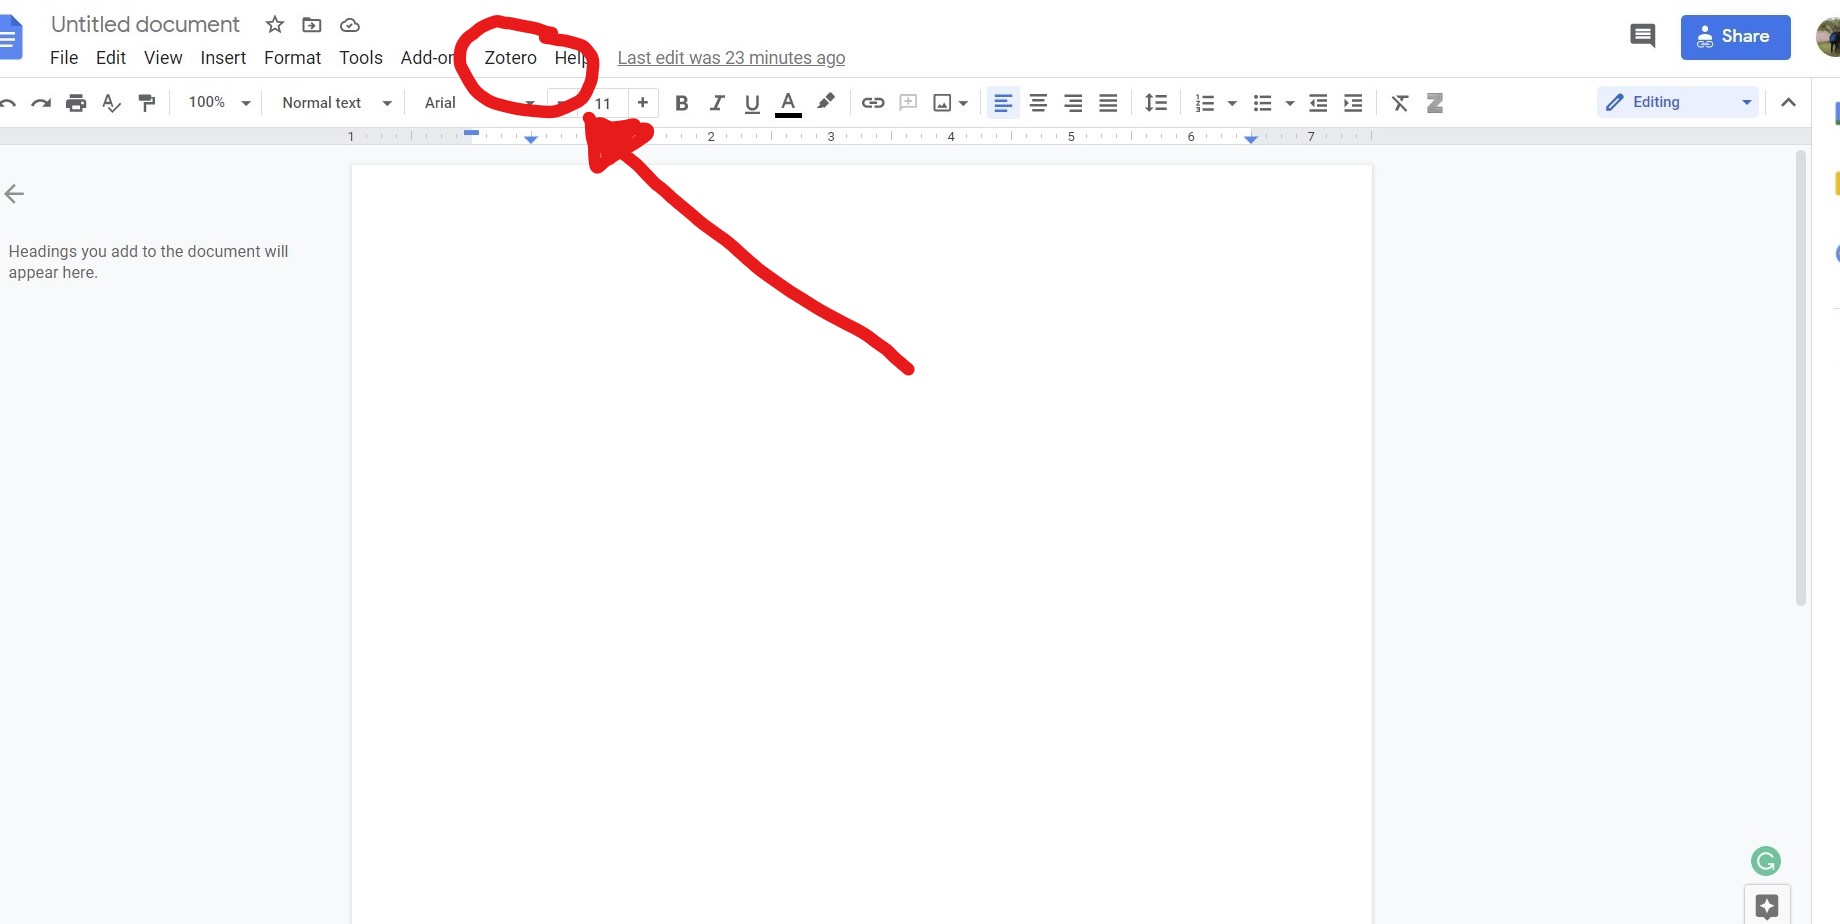 Untitled document
File Edit View Insert Format Tools Add-on Zotero Help Last edit was 23 minutes ago
Share
100% Normal text Arial 11 + B I U A Editing
1 2 3 4 5 6 7
Headings you add to the document will
appear here.